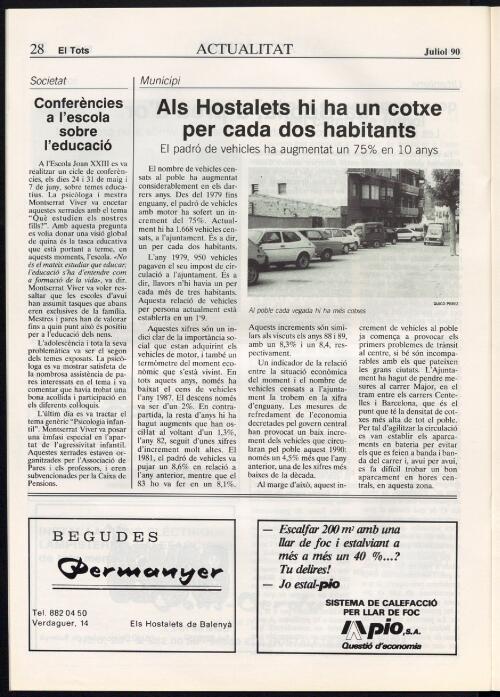 28 El Tots
ACTUALITAT
Juliol 90
Societat
Conferències
a l'escola
sobre
l'educació
A l'Escola Joan XXIII es va
realitzar un cicle de conferèn-
cies, els dies 24 i 31 de maig i
7 de juny, sobre temes educa-
tius. La psicòloga i mestra
Montserrat Viver va encetar
aquestes xerrades amb el tema
"Què estudien els nostres
fills?". Amb aquesta pregunta
es volia donar una visió global
de quina és la tasca educativa
que està portant a terme, en
aquests moments, l'escola. «No
és el mateix estudiar que educar;
l'educació s'ha d'entendre com
a formació de la vida», va dir.
Montserrat Viver va voler res-
saltar que les escoles d'avui
han assumit tasques que abans
eren exclusives de la família.
Mestres i pares han de valorar
fins a quin punt això és positiu
per a l'educació dels nens.
L'adolescència i tota la seva
problemàtica va ser el segon
dels temes exposats. La psicò-
loga es va mostrar satisfeta de
la nombrosa assistència de pa-
res interessats en el tema i va
comentar que havia trobat una
bona acollida i participació en
els diferents col·loquis.
L'últim dia es va tractar el
tema genèric "Psicologia infan-
til". Montserrat Viver va posar
una èmfasi especial en l'apar-
tat de l'agressivitat infantil.
Aquestes xerrades estaven or-
ganitzades per l'Associació de
Pares i els professors, i eren
subvencionades per la Caixa de
Pensions.
Municipi
Als Hostalets hi ha un cotxe
per cada dos habitants
El padró de vehicles ha augmentat un 75% en 10 anys
El nombre de vehicles cen-
sats al poble ha augmentat
considerablement en els dar-
rers anys. Des del 1979 fins
enguany, el padró de vehicles
amb motor ha sofert un in-
crement del 75%. Actual-
ment hi ha 1.668 vehicles cen-
sats, a l'ajuntament. És a dir,
un per cada dos habitants.
L'any 1979, 950 vehicles
pagaven el seu impost de cir-
culació a l'ajuntament. És a
dir, llavors n'hi havia un per
cada més de tres habitants.
Aquesta relació de vehicles
per persona actualment està
establerta en un 1'9.
Aquestes xifres són un in-
dici clar de la importància so-
cial que estan adquirint els
vehicles de motor, i també un
termòmetre del moment eco-
nòmic que s'està vivint. En
tots aquets anys, només ha
baixat el cens de vehicles
l'any 1987. El descens només
va ser d'un 2%. En contra-
partida, la resta d'anys hi ha
hagut augments que han os-
cil·lat al voltant d'un 1,3%,
l'any 82, seguit d'unes xifres
d'increment molt altes. El
1981, el padró de vehicles va
pujar un 8,6% en relació a
l'any anterior, mentre que el
83 ho va fer en un 8,1%.
QUICO PÉREZ
Al poble cada vegada hi ha més cotxes
Aquests increments són simi-
lars als viscuts els anys 88 i 89,
amb un 8,3% i un 8,4, res-
pectivament.
Un indicador de la relació
entre la situació econòmica
del moment i el nombre de
vehicles censats a l'ajunta-
ment la trobem en la xifra
d'enguany. Les mesures de
refredament de l'economia
decretades pel govern central
han provocat un baix incre-
ment dels vehicles que circu-
laran pel poble aquest 1990:
només un 4,5% més que l'any
anterior, una de les xifres més
baixes de la dècada.
Al marge d'això, aquest in-
crement de vehicles al poble
ja comença a provocar els
primers problemes de trànsit
al centre, si bé són incompa-
rables amb els que pateixen
les grans ciutats. L'Ajunta-
ment ha hagut de pendre me-
sures al carrer Major, en el
tram entre els carrers Cente-
lles i Barcelona, que és el
punt que té la densitat de cot-
xes més alta de tot el poble.
Per tal d'agilitzar la circulació
es van establir els aparca-
ments en bateria per evitar
els que es feien a banda i ban-
da del carrer i, avui per avui,
es fa difícil trobar un bon
aparcament en hores cen-
trals, en aquesta zona.
BEGUDES
Permanyer
Tel. 882 04 50
Verdaguer, 14 Els Hostalets de Balenyà
— Escalfar 200 m² amb una
llar de foc i estalviant a
més a més un 40 %...?
Tu delires!
— Jo estal-pio
SISTEMA DE CALEFACCIÓ
PER LLAR DE FOC
pio, S.A.
Qüestió d'economia